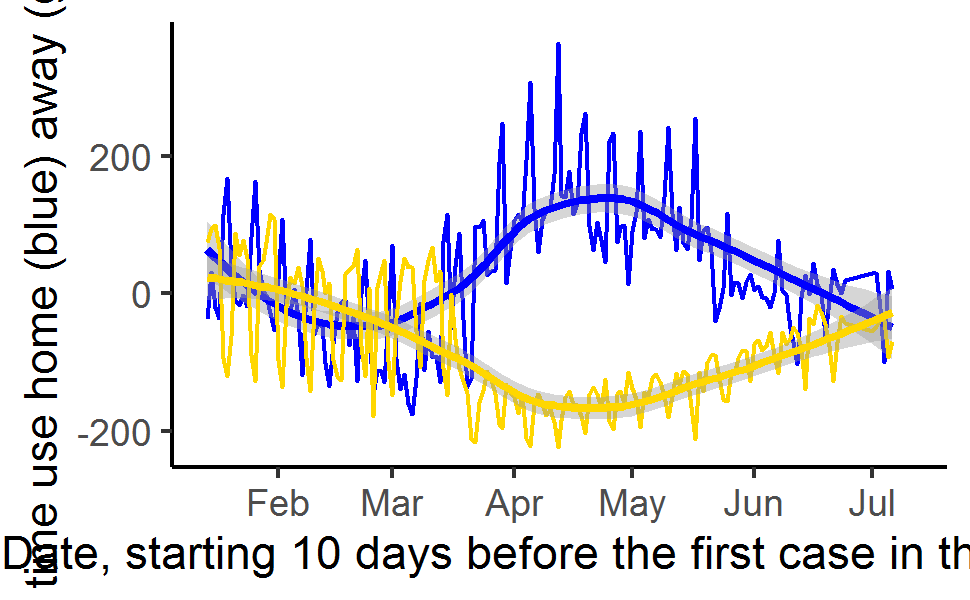 time use home (blue) away (
200
0
-200
Feb Mar Apr May Jun Jul
Date, starting 10 days before the first case in th